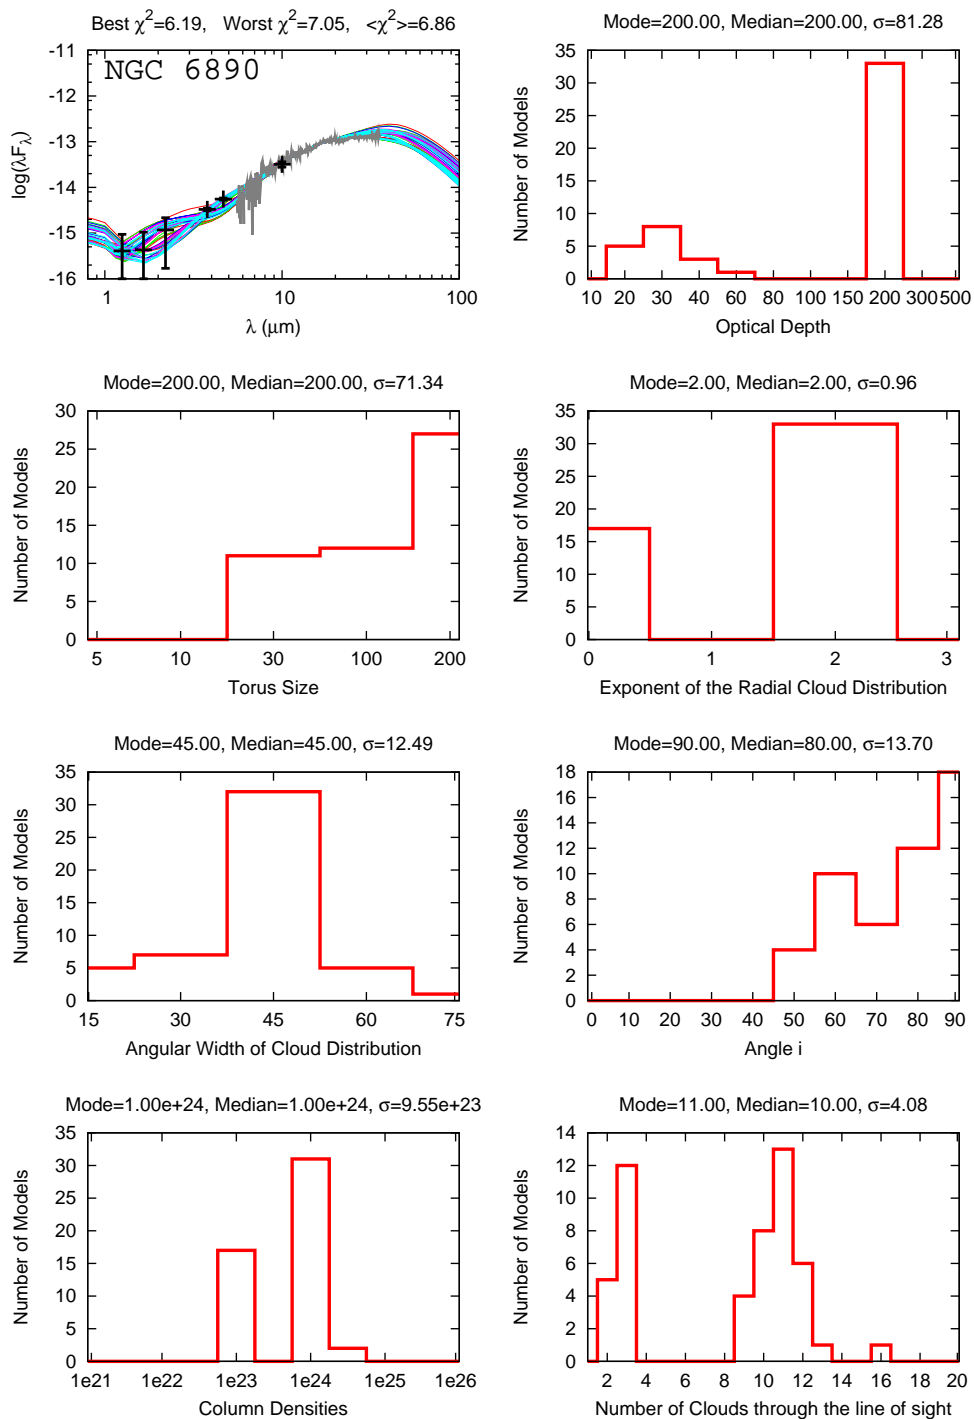 Best χ²=6.19, Worst χ²=7.05, <χ²>=6.86
-11
-12
-13
-14
-15
-16
log(λFλ)
NGC 6890
1 10 100
λ (μm)
Mode=200.00, Median=200.00, σ=81.28
35
30
25
20
15
10
5
0
Number of Models
10 20 30 40 60 80 100 150 200 300 500
Optical Depth
Mode=200.00, Median=200.00, σ=71.34
30
25
20
15
10
5
0
Number of Models
5 10 30 100 200
Torus Size
Mode=2.00, Median=2.00, σ=0.96
35
30
25
20
15
10
5
0
Number of Models
0 1 2 3
Exponent of the Radial Cloud Distribution
Mode=45.00, Median=45.00, σ=12.49
35
30
25
20
15
10
5
0
Number of Models
15 30 45 60 75
Angular Width of Cloud Distribution
Mode=90.00, Median=80.00, σ=13.70
18
16
14
12
10
8
6
4
2
0
Number of Models
0 10 20 30 40 50 60 70 80 90
Angle i
Mode=1.00e+24, Median=1.00e+24, σ=9.55e+23
35
30
25
20
15
10
5
0
Number of Models
1e21 1e22 1e23 1e24 1e25 1e26
Column Densities
Mode=11.00, Median=10.00, σ=4.08
14
12
10
8
6
4
2
0
Number of Models
2 4 6 8 10 12 14 16 18 20
Number of Clouds through the line of sight